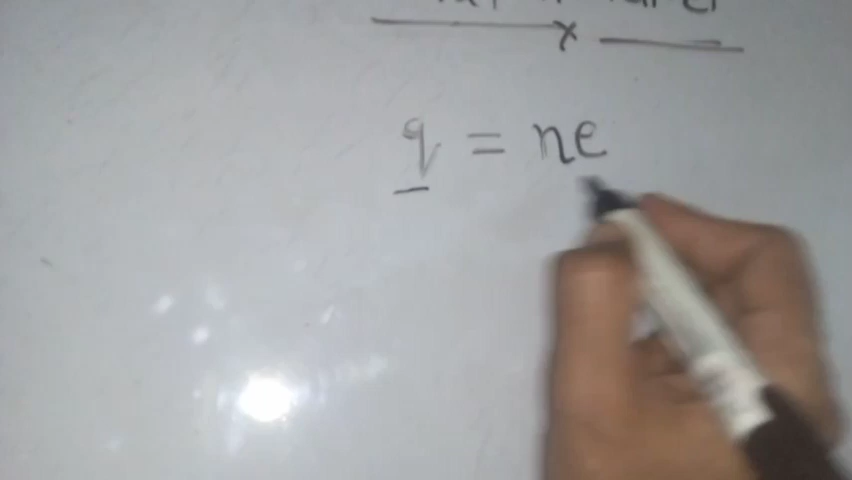 q = ne